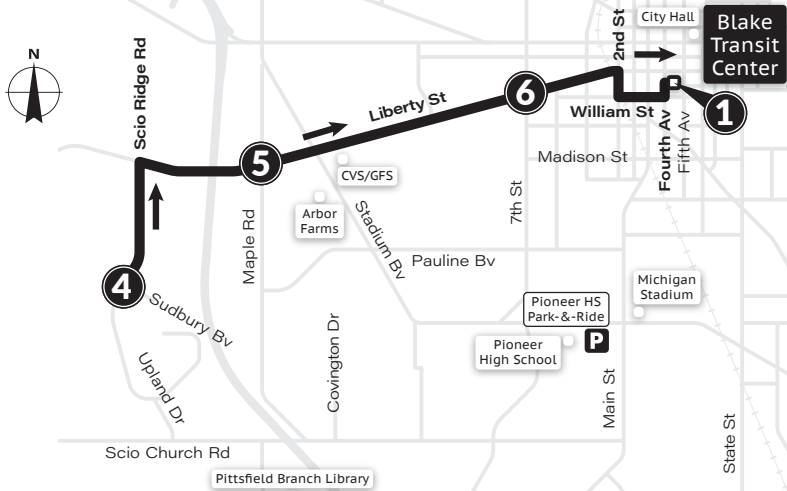 City Hall
Blake
Transit
Center
N
Scio Ridge Rd
2nd St
6
Liberty St
William St
1
Fourth Av
Fifth Av
5
Madison St
CVS/GFS
Arbor
Farms
Maple Rd
Stadium Bv
7th St
Pauline Bv
4
Sudbury Bv
Michigan
Stadium
Pioneer HS
Park-&-Ride
P
Pioneer
High School
Upland Dr
Covington Dr
Main St
State St
Scio Church Rd
Pittsfield Branch Library